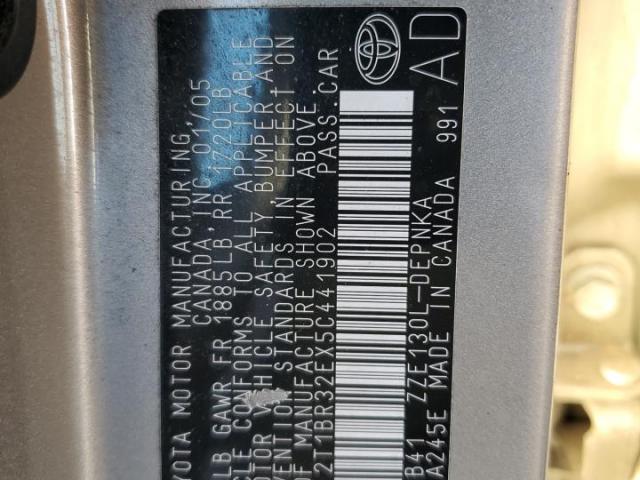 YOTA MOTOR MANUFACTURING
CANADA, INC. 01/05
LB GAWR FR 1885LB RR 1720LB
CLE CONFORMS TO ALL APPLICABLE
OTOR VEHICLE SAFETY, BUMPER AND
VENTION STANDARDS IN EFFECT ON
OF MANUFACTURE SHOWN ABOVE.
2T1BR32EX5C441902 PASS.CAR
B41 ZZE130L-DEPNKA
A245E MADE IN CANADA 991
AD